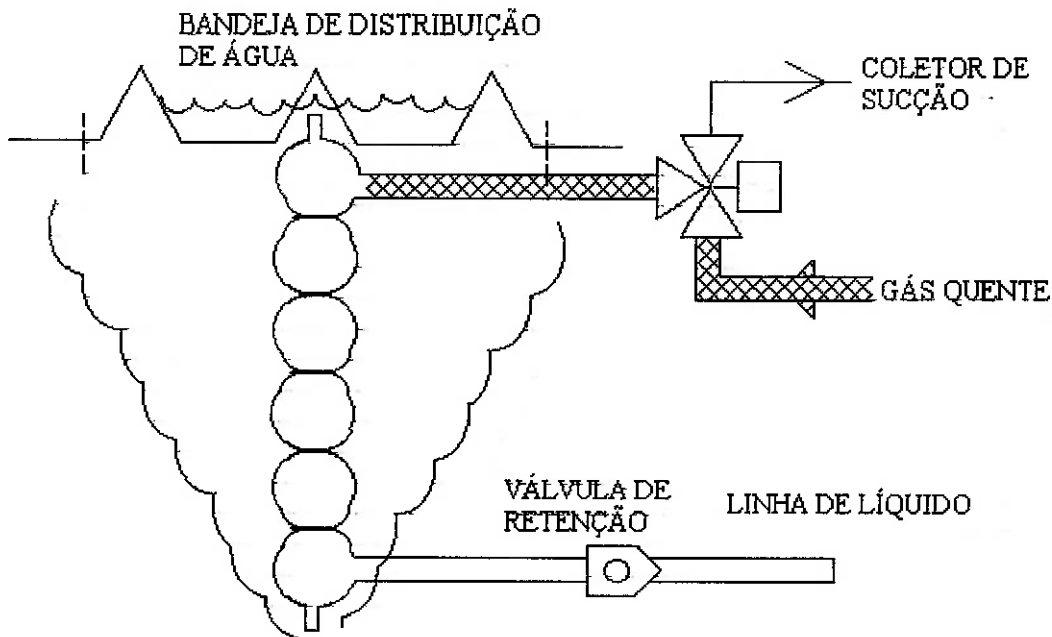 BANDEJA DE DISTRIBUIÇÃO
DE ÁGUA
COLETOR DE
SUCÇÃO
GÁS QUENTE
VÁLVULA DE
RETENÇÃO
LINHA DE LÍQUIDO